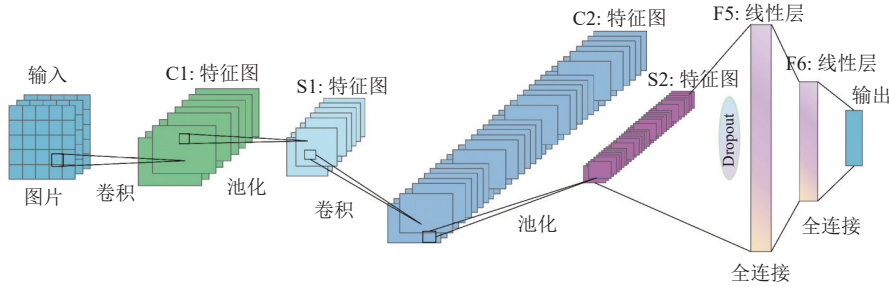 输入
图片
卷积
C1: 特征图
池化
S1: 特征图
卷积
C2: 特征图
池化
S2: 特征图
Dropout
F5: 线性层
全连接
F6: 线性层
全连接
输出